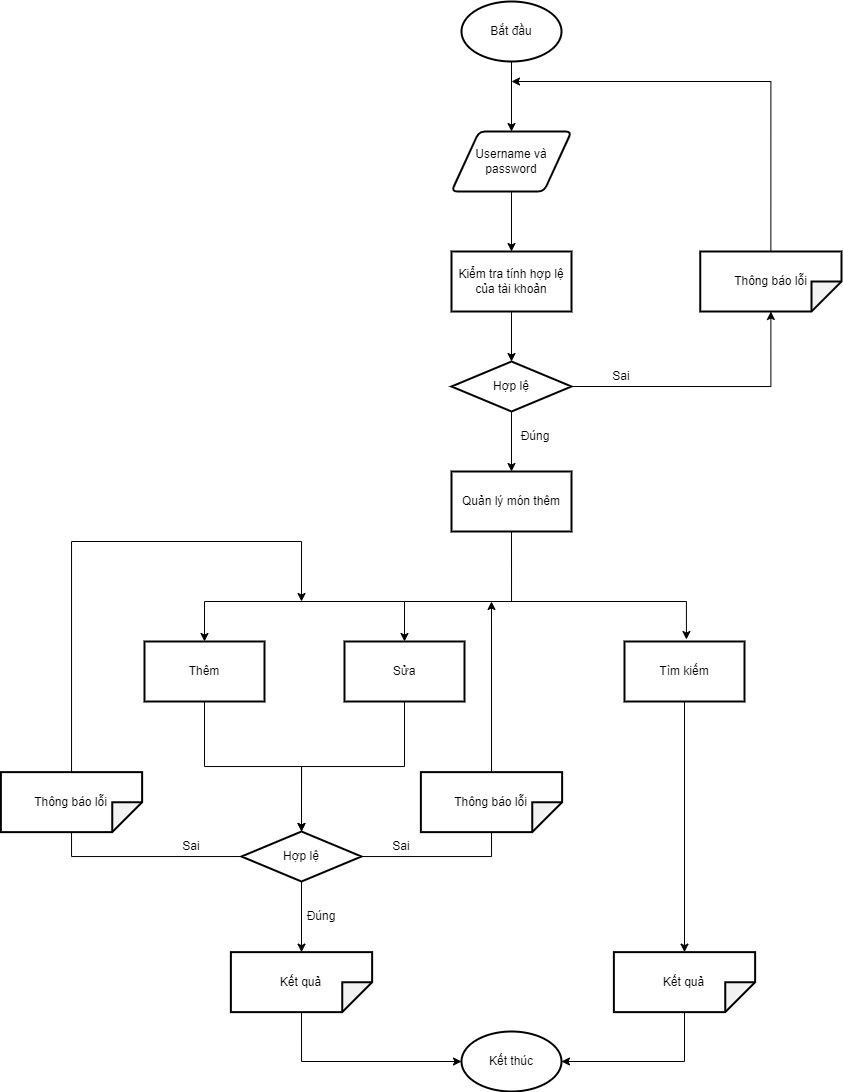 Bắt đầu
Username và
password
Kiểm tra tính hợp lệ
của tài khoản
Thông báo lỗi
Hợp lệ
Sai
Đúng
Quản lý món thêm
Thêm
Sửa
Tìm kiếm
Thông báo lỗi
Thông báo lỗi
Sai
Hợp lệ
Sai
Đúng
Kết quả
Kết quả
Kết thúc